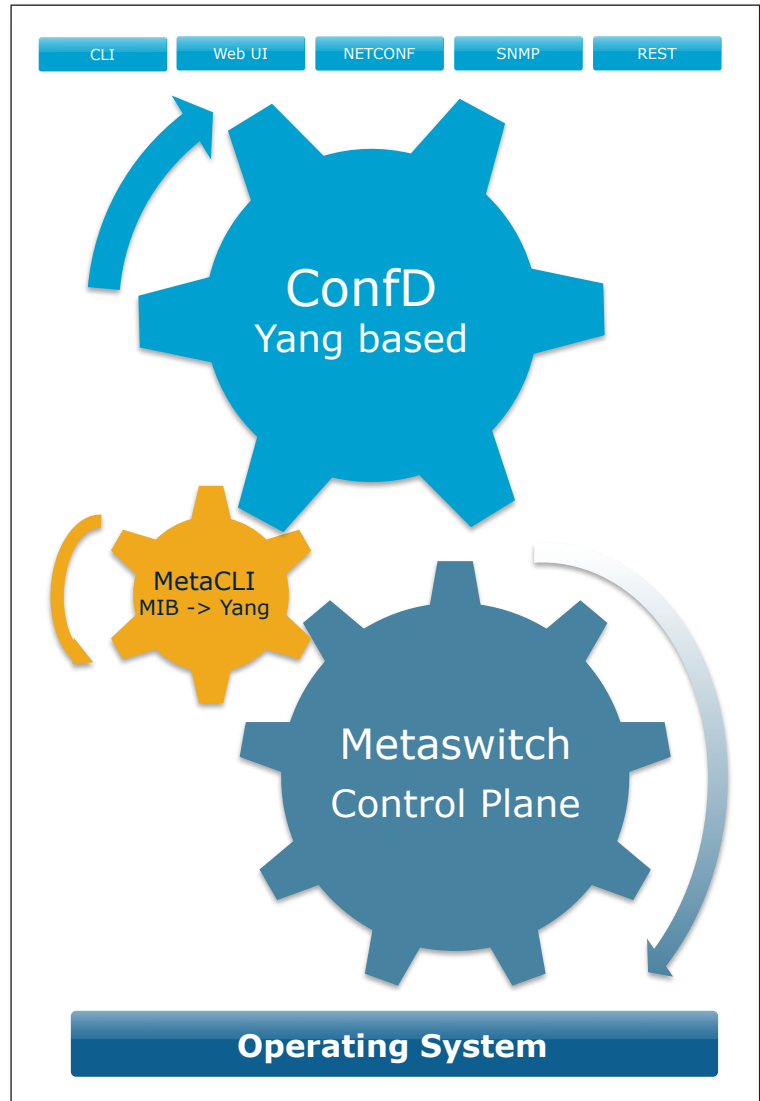 CLI
Web UI
NETCONF
SNMP
REST
ConfD
Yang based
MetaCLI
MIB -> Yang
Metaswitch
Control Plane
Operating System